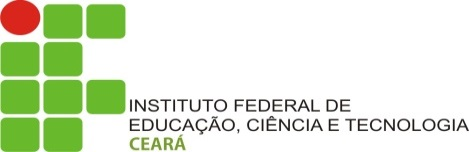 INSTITUTO FEDERAL DE
EDUCAÇÃO, CIÊNCIA E TECNOLOGIA
CEARÁ